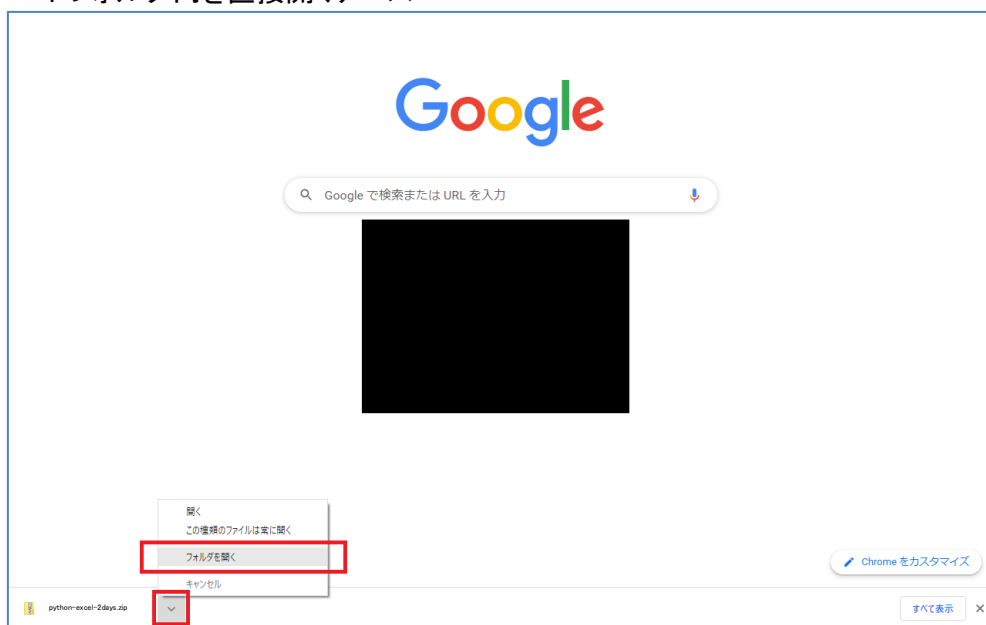 Google
Google で検索または URL を入力
開く
この種類のファイルは常に開く
フォルダを開く
キャンセル
Chrome をカスタマイズ
python-excel-2days.zip
すべて表示